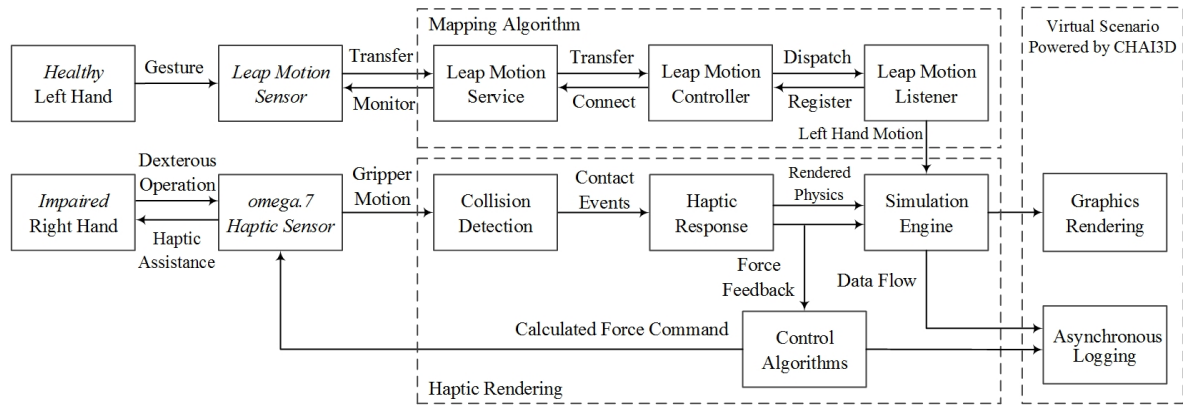 Mapping Algorithm
Virtual Scenario
Powered by CHAI3D
Healthy
Left Hand
Gesture
Leap Motion
Sensor
Transfer
Monitor
Leap Motion
Service
Transfer
Connect
Leap Motion
Controller
Dispatch
Register
Leap Motion
Listener
Left Hand Motion
Impaired
Right Hand
Dexterous
Operation
Haptic
Assistance
omega.7
Haptic Sensor
Gripper
Motion
Collision
Detection
Contact
Events
Haptic
Response
Rendered
Physics
Simulation
Engine
Graphics
Rendering
Force
Feedback
Data Flow
Calculated Force Command
Control
Algorithms
Asynchronous
Logging
Haptic Rendering